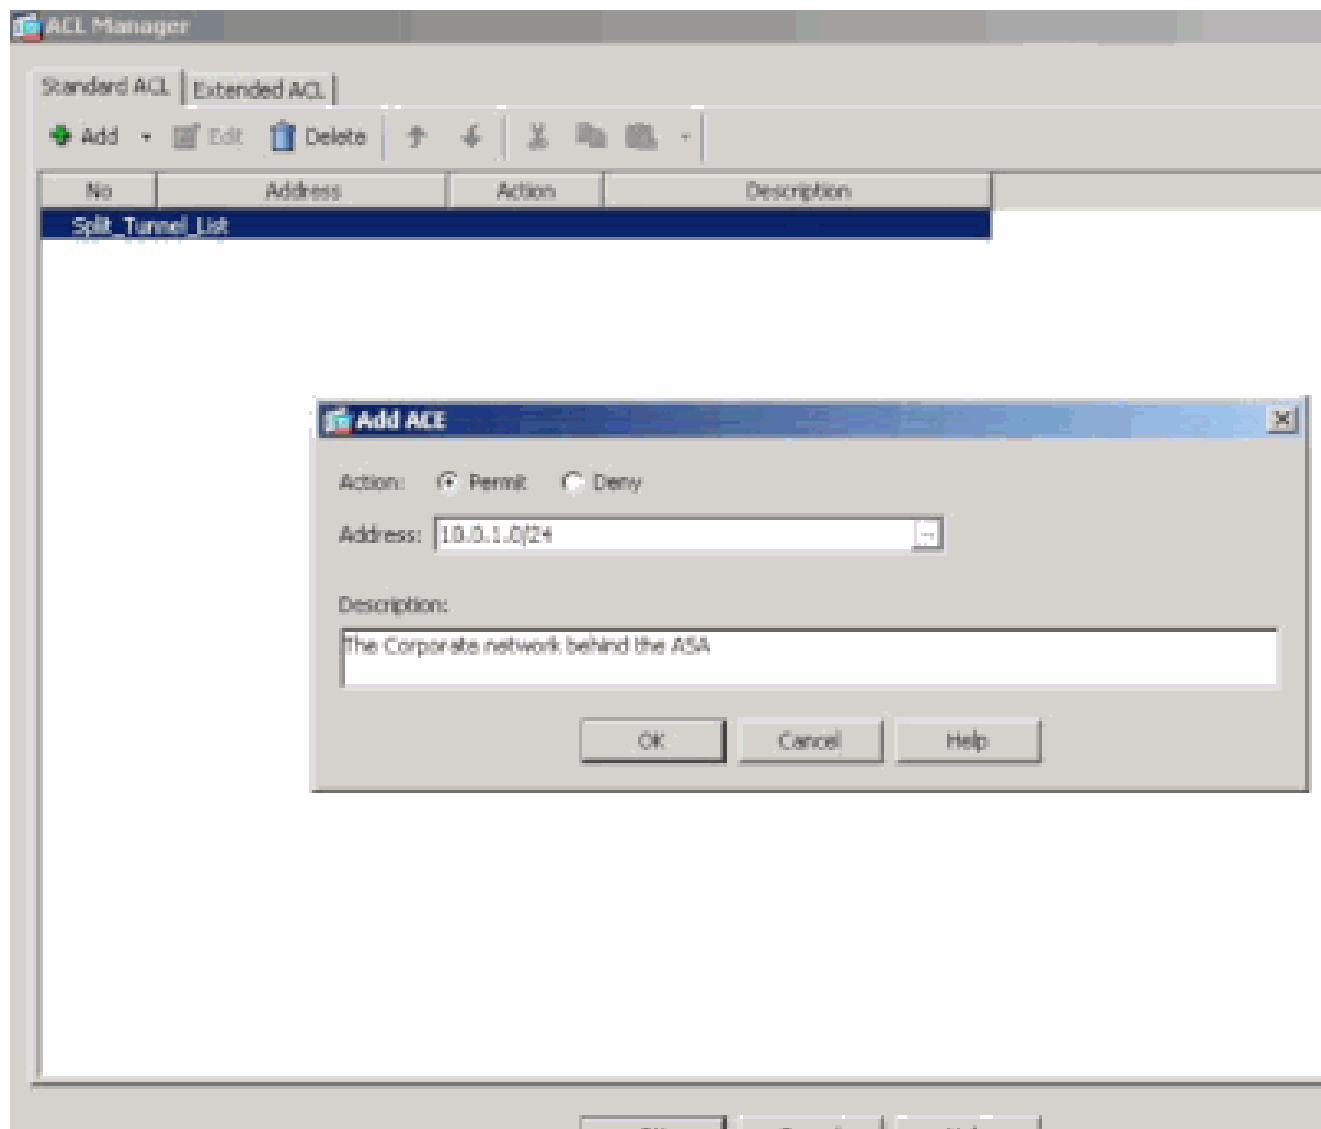 ACL Manager
Standard ACL Extended ACL
Add Edit Delete
No Address Action Description
Split_Tunnel_List
Add ACE
Action: Permit Deny
Address: 10.0.1.0/24
Description:
The Corporate network behind the ASA
OK Cancel Help